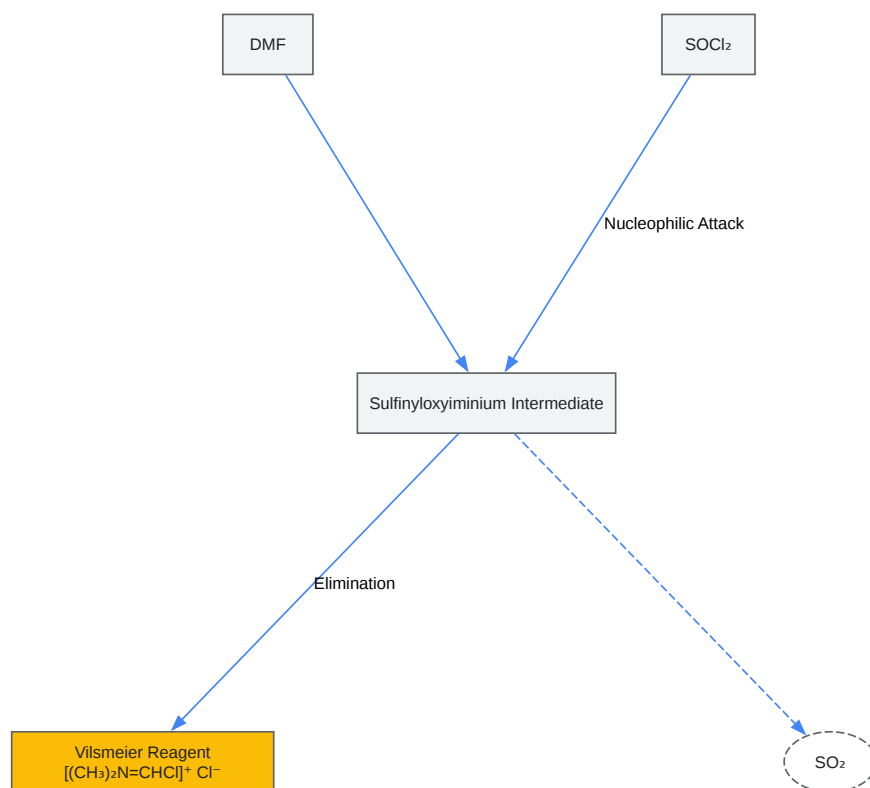 DMF
SOCl₂
Nucleophilic Attack
Sulfinyloxyiminium Intermediate
Elimination
Vilsmeier Reagent
[(CH₃)₂N=CHCl]⁺ Cl⁻
SO₂